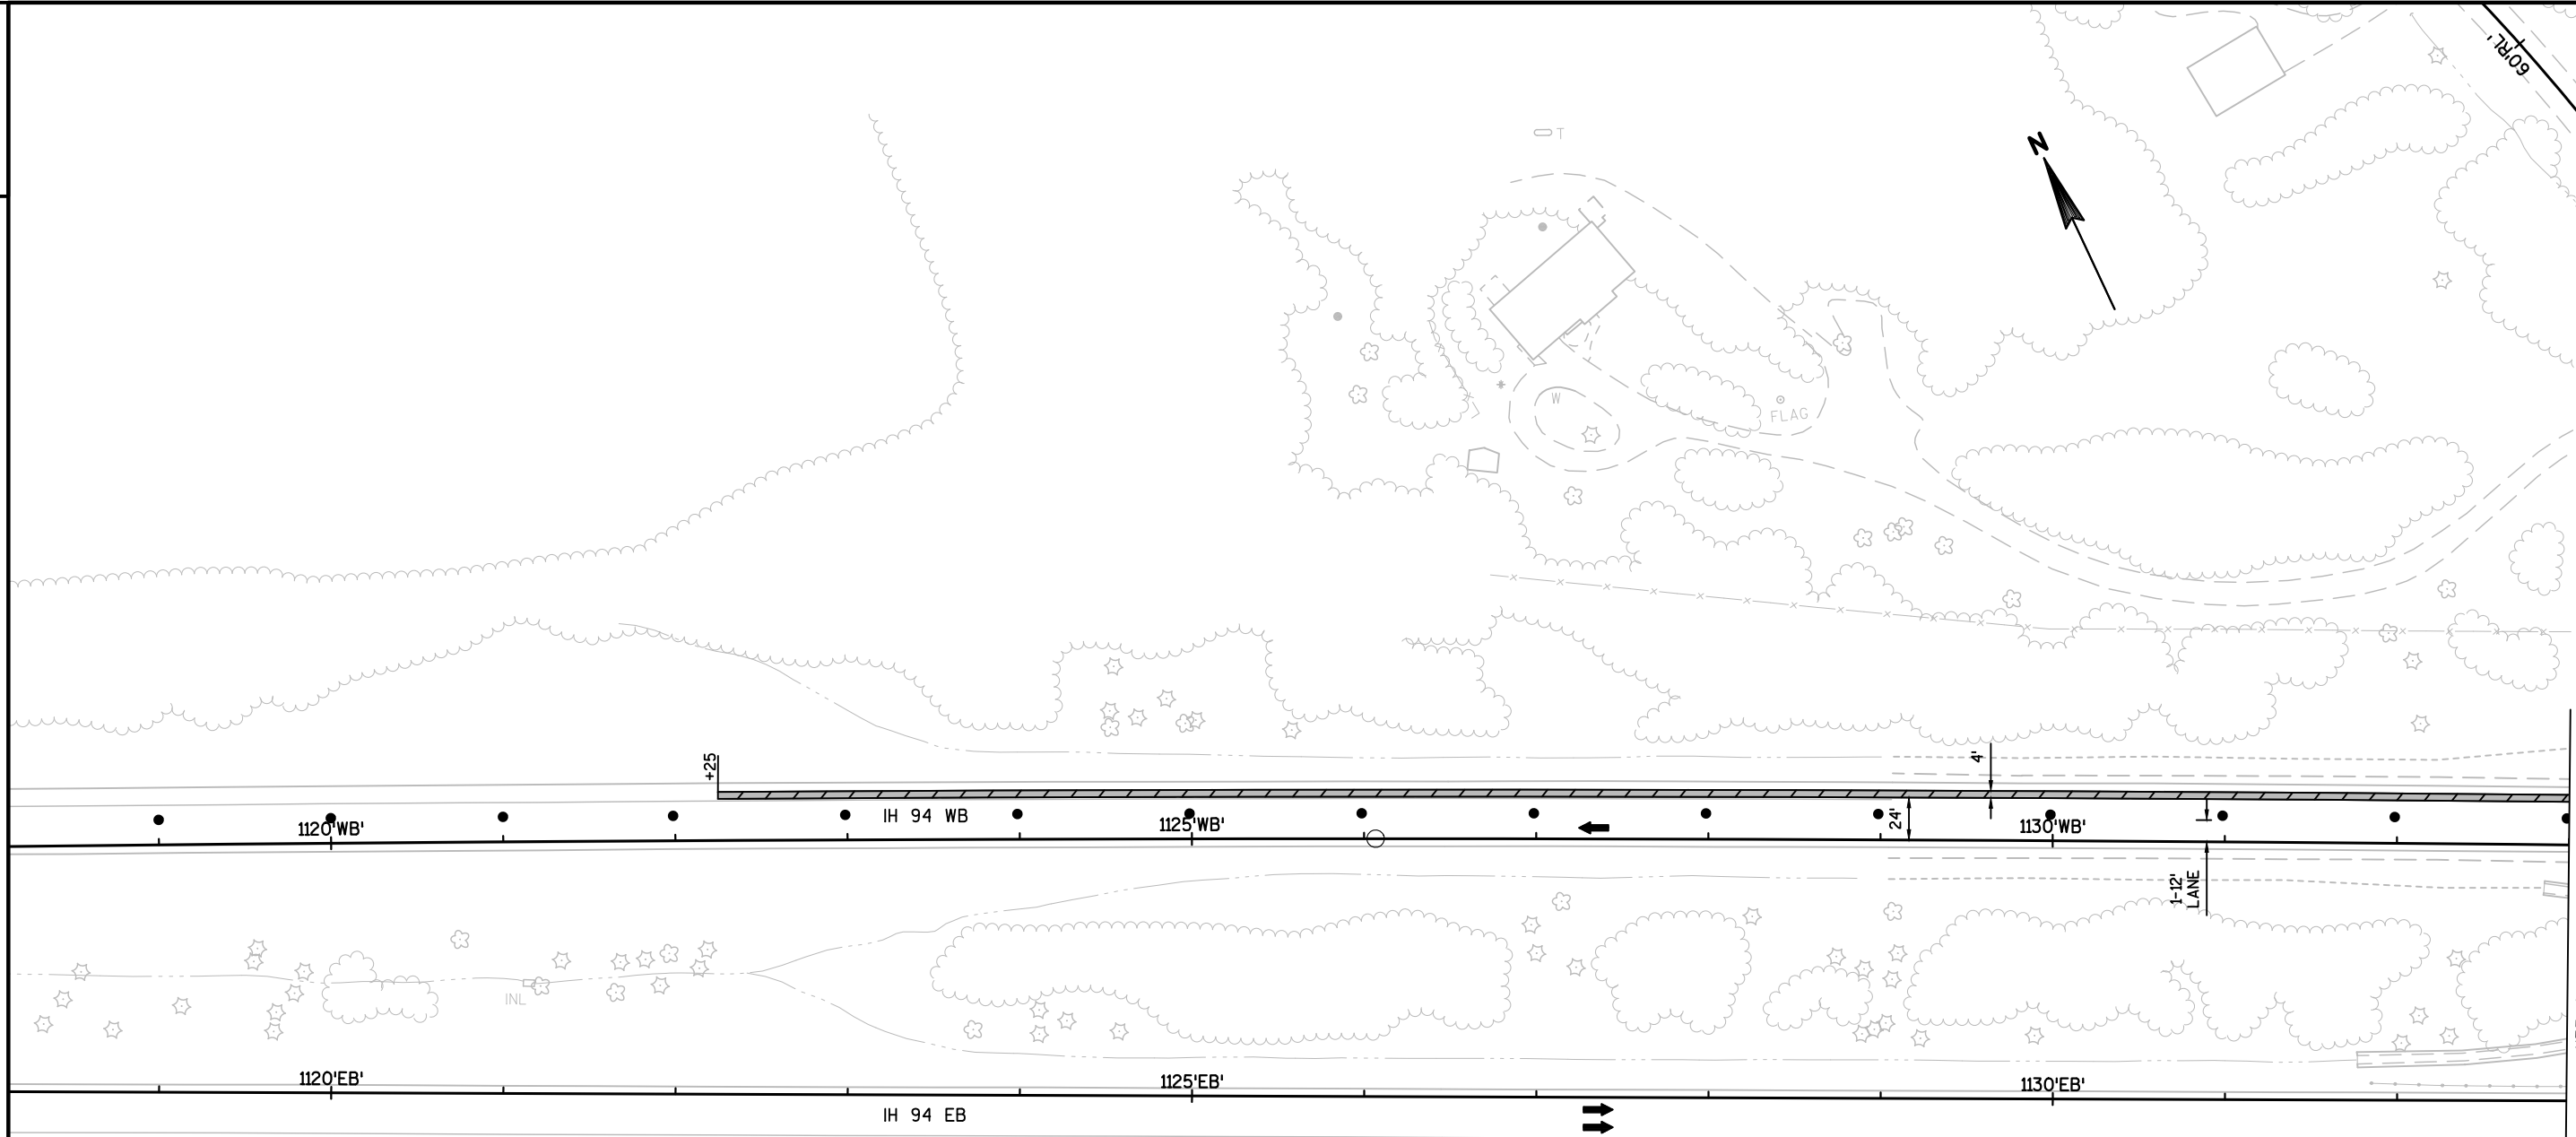 60'RL'
N
T
W
FLAG
+25
4'
IH 94 WB
24'
1120'WB'
1125'WB'
1130'WB'
1-12'
LANE
INL
1120'EB'
1125'EB'
1130'EB'
IH 94 EB